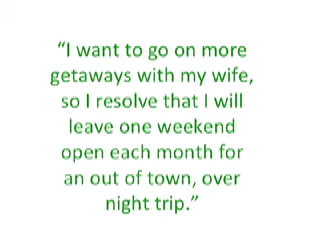 “I want to go on more
getaways with my wife,
so I resolve that I will
leave one weekend
open each month for
an out of town, over
night trip.”